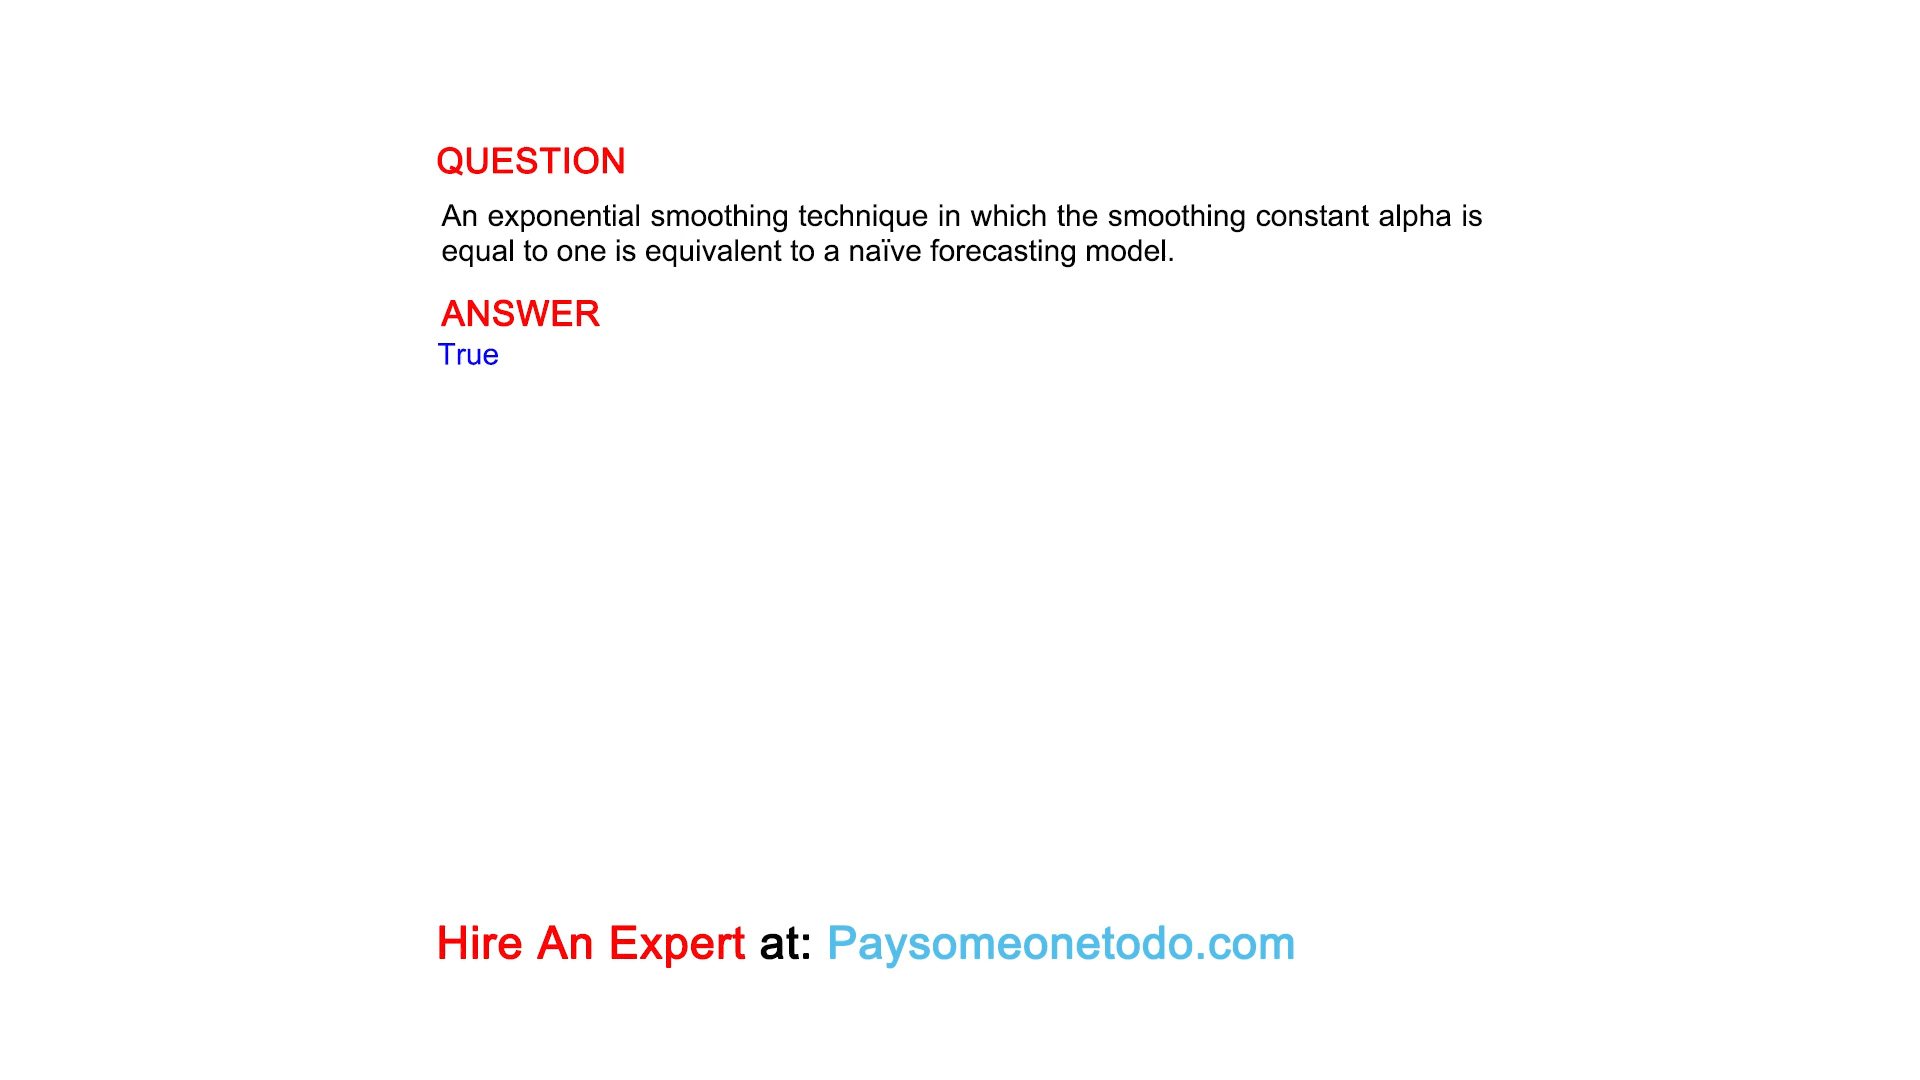 QUESTION
An exponential smoothing technique in which the smoothing constant alpha is
equal to one is equivalent to a naïve forecasting model.
ANSWER
True
Hire An Expert at: Paysomeonetodo.com